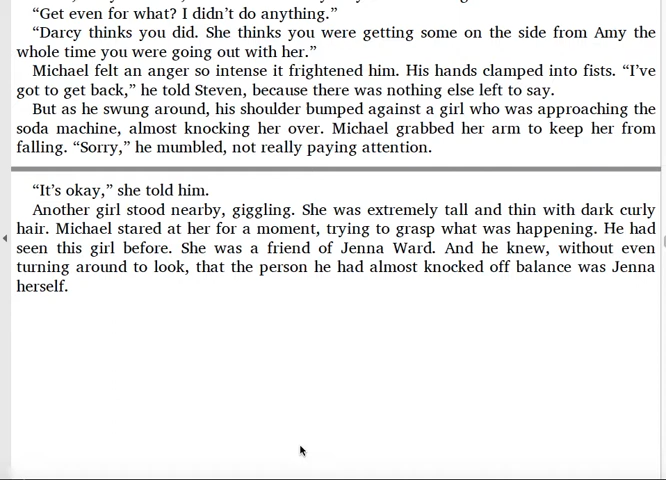 “Get even for what? I didn’t do anything.”
“Darcy thinks you did. She thinks you were getting some on the side from Amy the
whole time you were going out with her.”
Michael felt an anger so intense it frightened him. His hands clamped into fists. “I’ve
got to get back,” he told Steven, because there was nothing else left to say.
But as he swung around, his shoulder bumped against a girl who was approaching the
soda machine, almost knocking her over. Michael grabbed her arm to keep her from
falling. “Sorry,” he mumbled, not really paying attention.
“It’s okay,” she told him.
Another girl stood nearby, giggling. She was extremely tall and thin with dark curly
hair. Michael stared at her for a moment, trying to grasp what was happening. He had
seen this girl before. She was a friend of Jenna Ward. And he knew, without even
turning around to look, that the person he had almost knocked off balance was Jenna
herself.